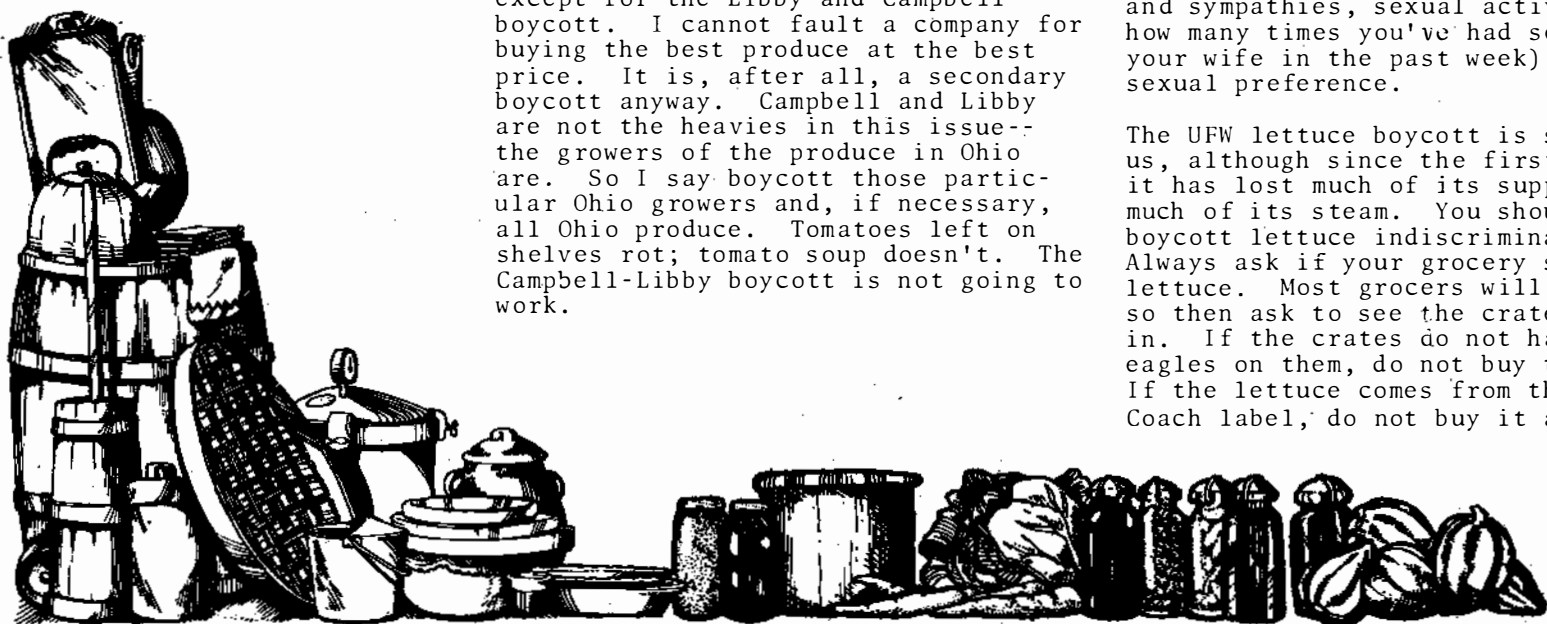 except for the Libby and Campbell
boycott. I cannot fault a company for
buying the best produce at the best
price. It is, after all, a secondary
boycott anyway. Campbell and Libby
are not the heavies in this issue--
the growers of the produce in Ohio
are. So I say boycott those partic-
ular Ohio growers and, if necessary,
all Ohio produce. Tomatoes left on
shelves rot; tomato soup doesn't. The
Campbell-Libby boycott is not going to
work.
and sympathies, sexual
how many times you've had
your wife in the past week)
sexual preference.
The UFW lettuce boycott is
us, although since the
it has lost much of its
much of its steam. You
boycott lettuce
Always ask if your grocery
lettuce. Most grocers will
so then ask to see the
in. If the crates do not
eagles on them, do not buy
If the lettuce comes from
Coach label, do not buy it